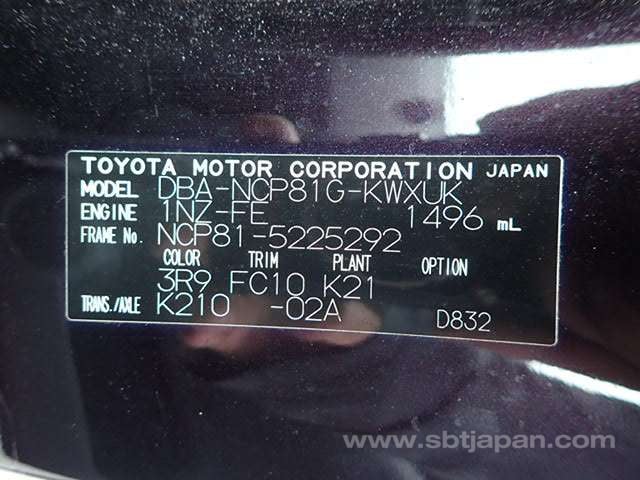 TOYOTA MOTOR CORPORATION JAPAN
MODEL DBA-NCP81G-KWXUK
ENGINE 1NZ-FE 1496 mL
FRAME No. NCP81-5225292
COLOR TRIM PLANT OPTION
3R9 FC10 K21
TRANS./AXLE K210 -02A D832
www.sbtjapan.com